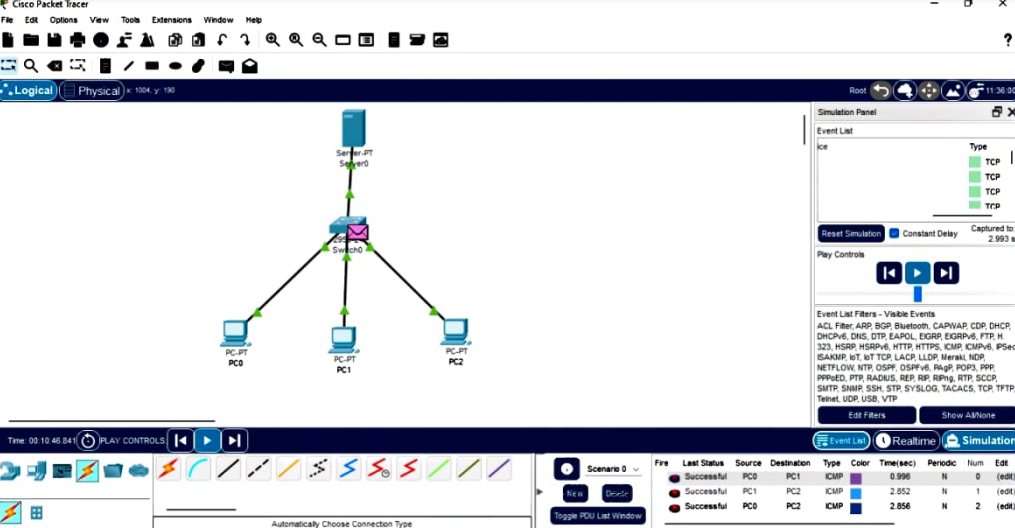 Cisco Packet Tracer
File Edit Options View Tools Extensions Window Help
?
Logical Physical x: 1004, y: 190 Root 11:36:00
Simulation Panel
Event List
ice Type
TCP
TCP
TCP
TCP
Reset Simulation Constant Delay Captured to:
2.993 s
Play Controls
Event List Filters - Visible Events
ACL Filter, ARP, BGP, Bluetooth, CAPWAP, CDP, DHCP,
DHCPv6, DNS, DTP, EAPOL, EIGRP, EIGRPv6, FTP, H.
323, HSRP, HSRPv6, HTTP, HTTPS, ICMP, ICMPv6, IPSec,
ISAKMP, IoT, IoT TCP, LACP, LLDP, Meraki, NDP,
NETFLOW, NTP, OSPF, OSPFv6, PAgP, POP3, PPP,
PPPoED, PTP, RADIUS, REP, RIP, RIPng, RTP, SCCP,
SMTP, SNMP, SSH, STP, SYSLOG, TACACS, TCP, TFTP,
Telnet, UDP, USB, VTP
Edit Filters Show All/None
Server-PT
Server0
Switch0
PC-PT
PC0
PC-PT
PC1
PC-PT
PC2
Time: 00:10:46.841 PLAY CONTROLS: Event List Realtime Simulation
Scenario 0
New Delete
Toggle PDU List Window
Automatically Choose Connection Type
Fire Last Status Source Destination Type Color Time(sec) Periodic Num Edit
Successful PC0 PC1 ICMP 0.996 N 0 (edit)
Successful PC1 PC2 ICMP 2.852 N 1 (edit)
Successful PC0 PC2 ICMP 2.856 N 2 (edit)